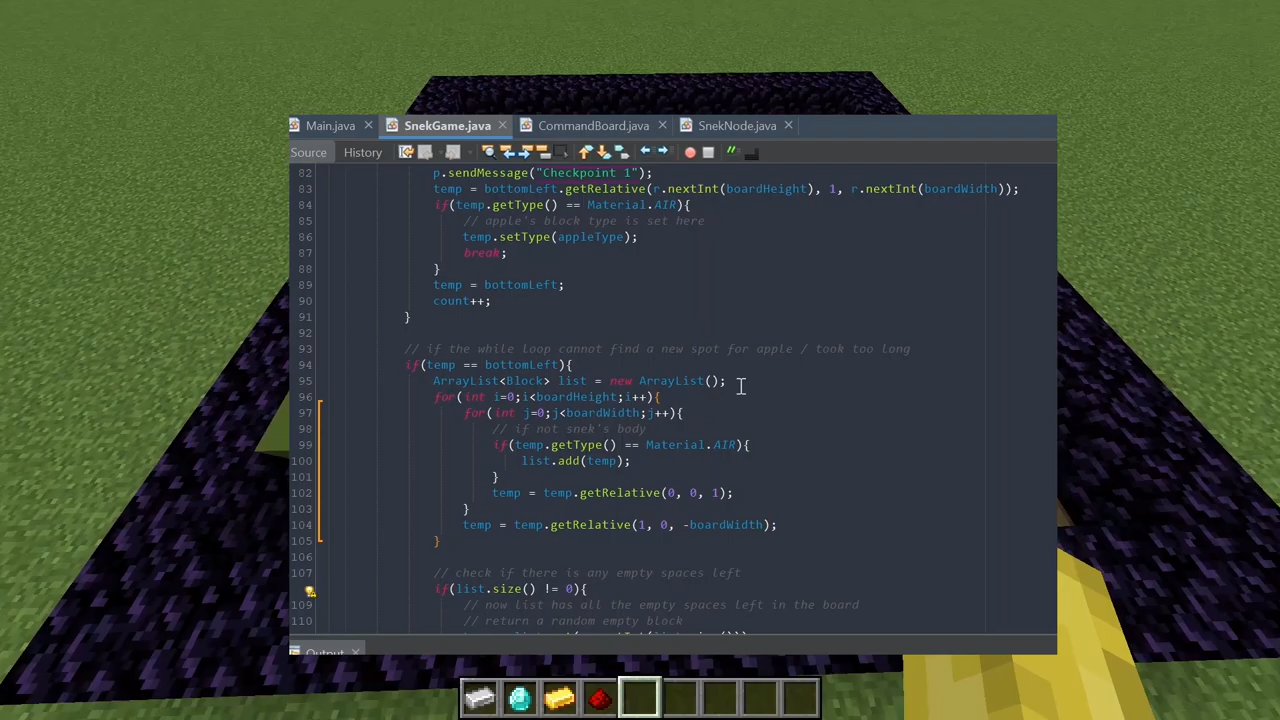 Main.java SnekGame.java CommandBoard.java SnekNode.java
Source History
82 p.sendMessage("Checkpoint 1");
83 temp = bottomLeft.getRelative(r.nextInt(boardHeight), 1, r.nextInt(boardWidth));
84 if(temp.getType() == Material.AIR){
85 // apple's block type is set here
86 temp.setType(appleType);
87 break;
88 }
89 temp = bottomLeft;
90 count++;
91 }
92
93 // if the while loop cannot find a new spot for apple / took too long
94 if(temp == bottomLeft){
95 ArrayList<Block> list = new ArrayList();
96 for(int i=0;i<boardHeight;i++){
97 for(int j=0;j<boardWidth;j++){
98 // if not snek's body
99 if(temp.getType() == Material.AIR){
100 list.add(temp);
101 }
102 temp = temp.getRelative(0, 0, 1);
103 }
104 temp = temp.getRelative(1, 0, -boardWidth);
105 }
106
107 // check if there is any empty spaces left
if(list.size() != 0){
109 // now list has all the empty spaces left in the board
110 // return a random empty block
Output